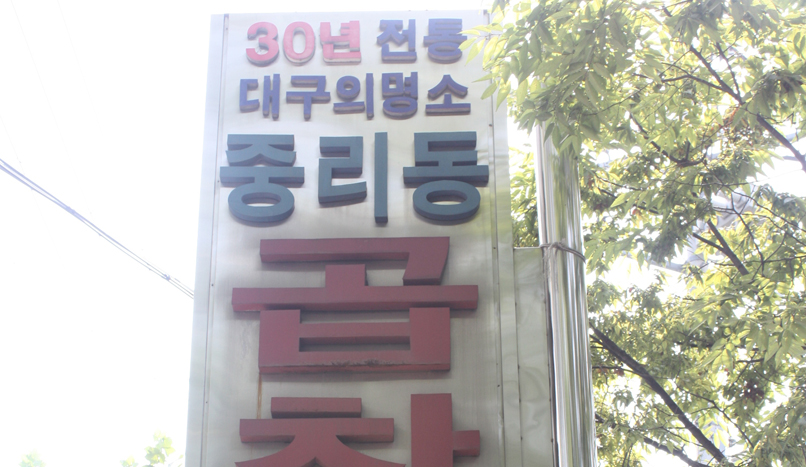 30년 전통
대구의명소
중리동
곱